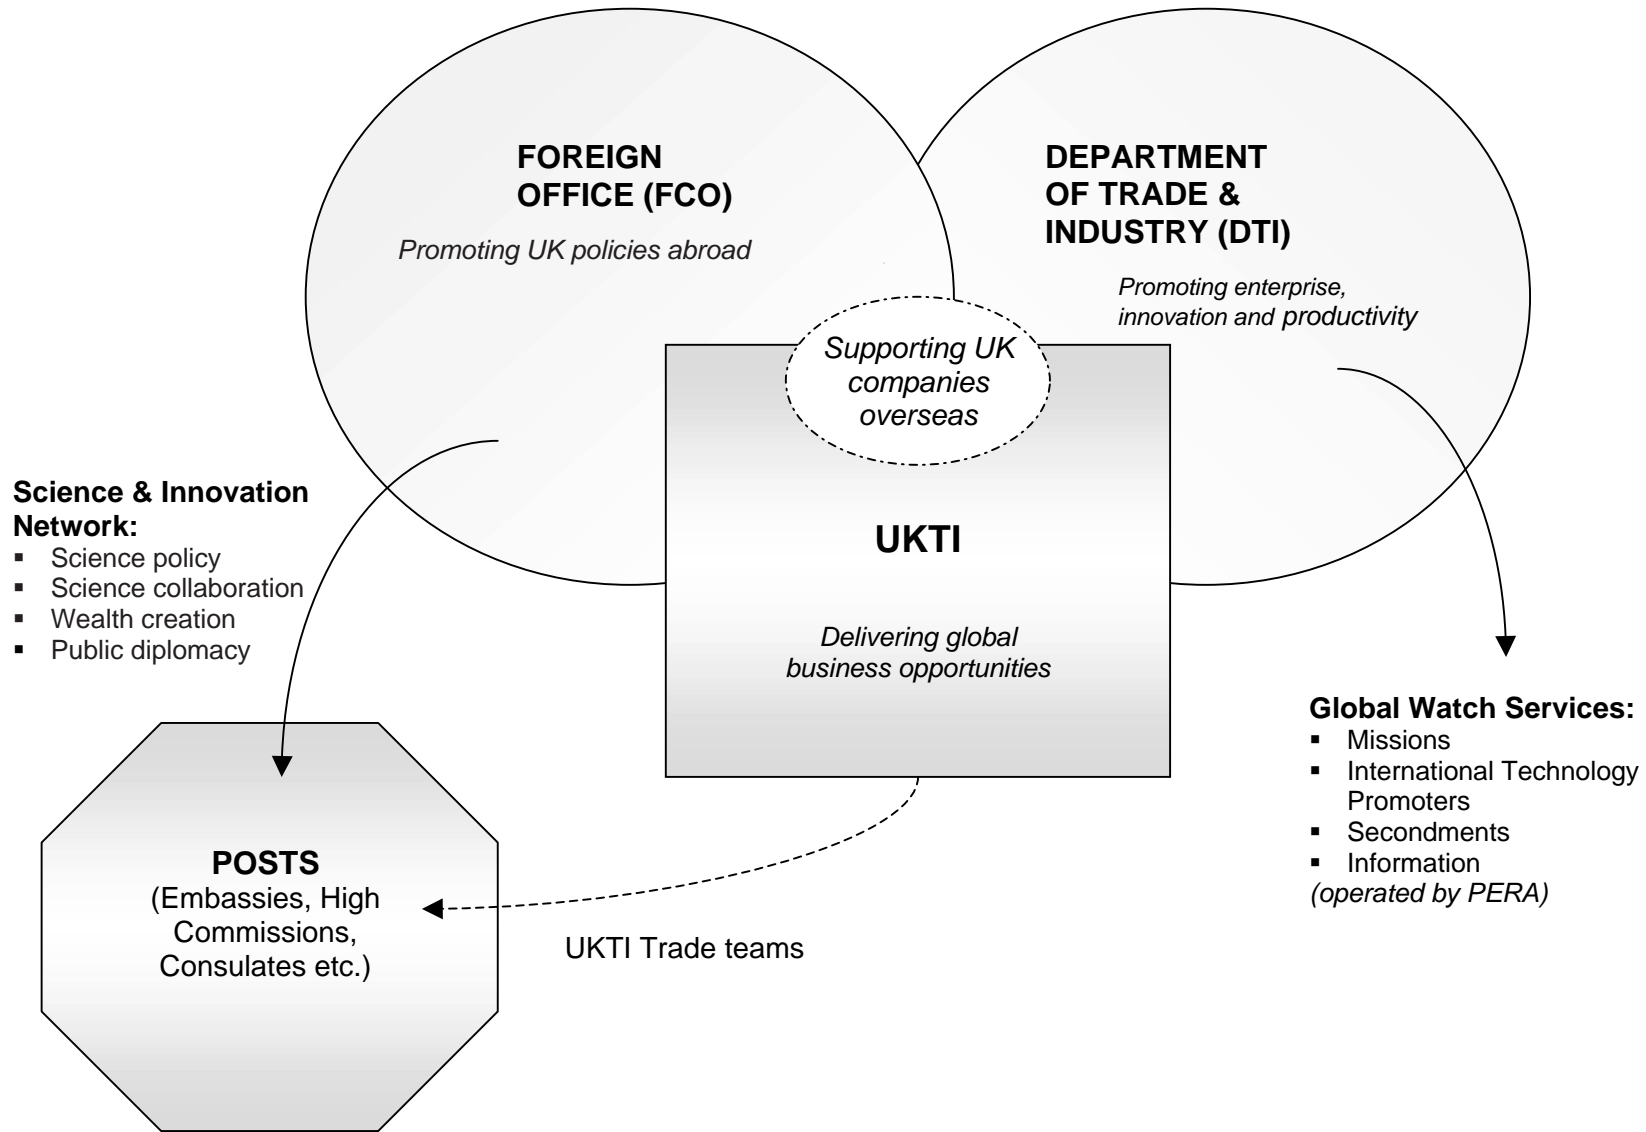 FOREIGN
OFFICE (FCO)
Promoting UK policies abroad
DEPARTMENT
OF TRADE &
INDUSTRY (DTI)
Promoting enterprise,
innovation and productivity
Supporting UK
companies
overseas
UKTI
Delivering global
business opportunities
Science & Innovation
Network:
▪ Science policy
▪ Science collaboration
▪ Wealth creation
▪ Public diplomacy
POSTS
(Embassies, High
Commissions,
Consulates etc.)
UKTI Trade teams
Global Watch Services:
▪ Missions
▪ International Technology
Promoters
▪ Secondments
▪ Information
(operated by PERA)